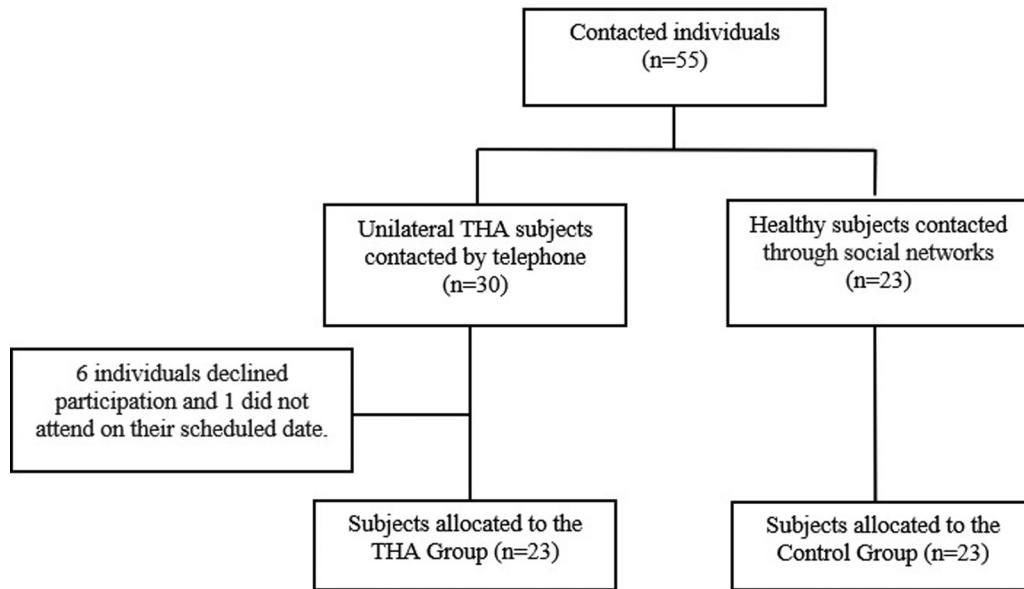 Contacted individuals
(n=55)
Unilateral THA subjects
contacted by telephone
(n=30)
Healthy subjects contacted
through social networks
(n=23)
6 individuals declined
participation and 1 did not
attend on their scheduled date.
Subjects allocated to the
THA Group (n=23)
Subjects allocated to the
Control Group (n=23)